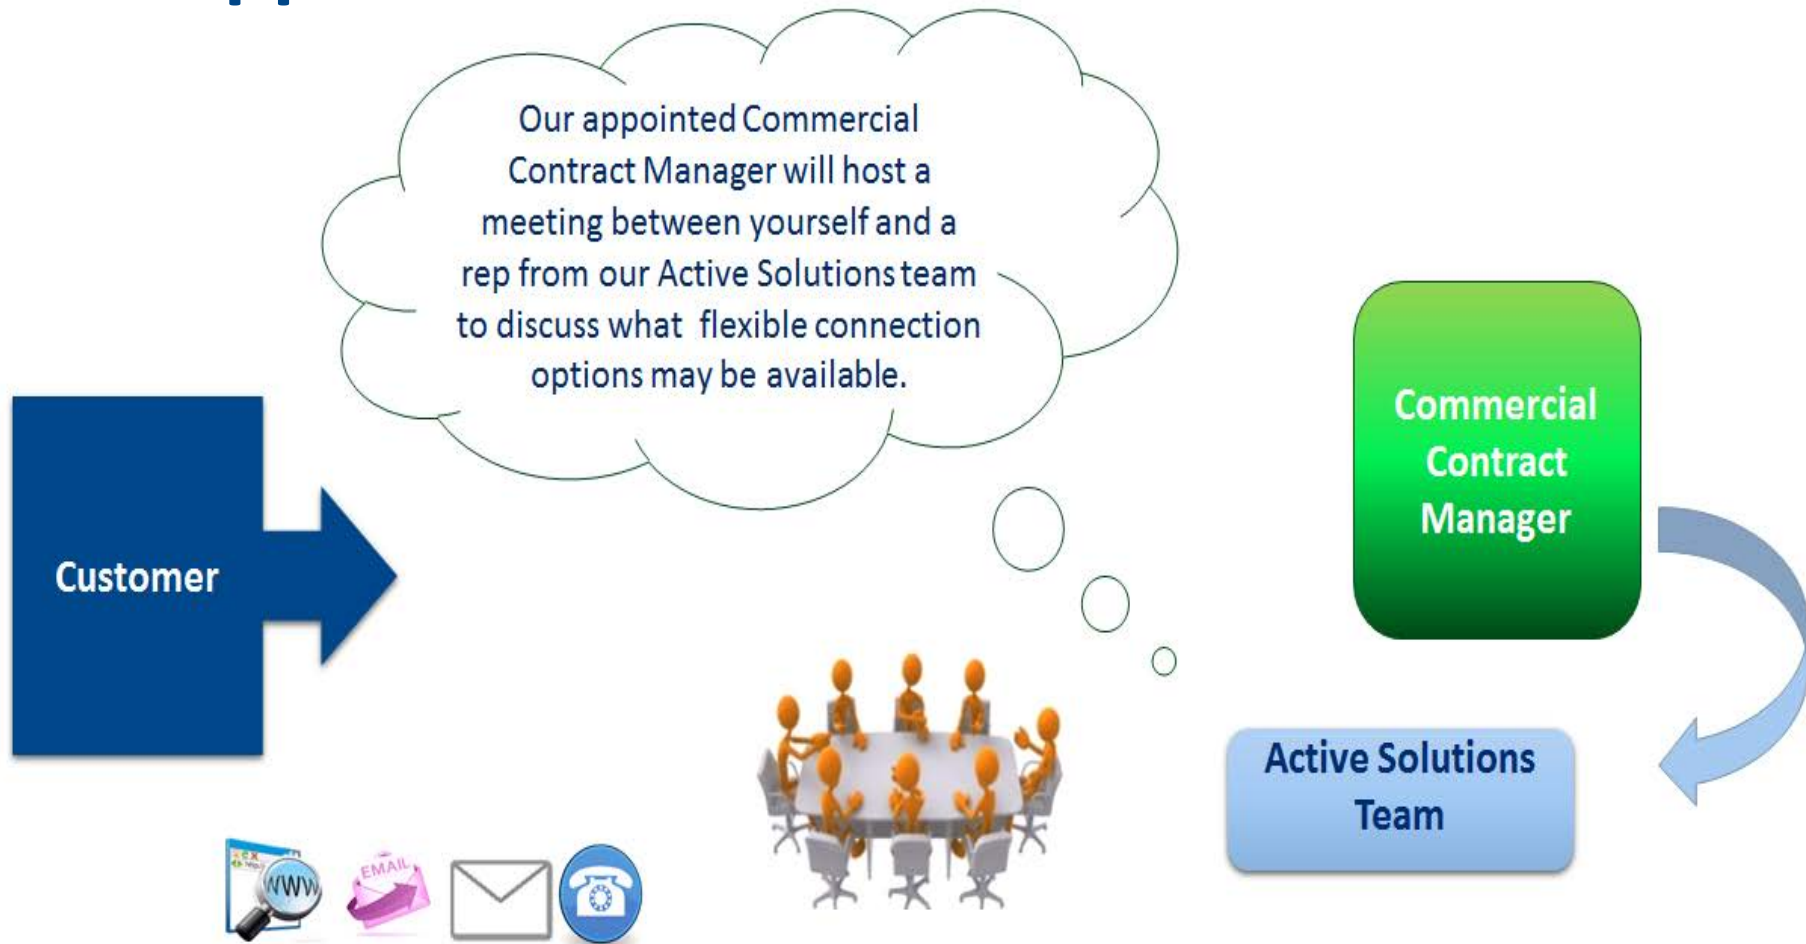 Our appointed Commercial
Contract Manager will host a
meeting between yourself and a
rep from our Active Solutions team
to discuss what flexible connection
options may be available.
Commercial
Contract
Manager
Customer
Active Solutions
Team
WWW
EMAIL